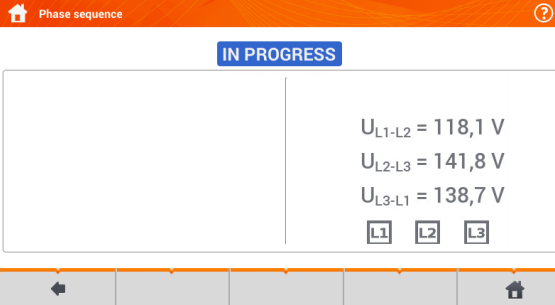 Phase sequence
?
IN PROGRESS
UL1-L2 = 118,1 V
UL2-L3 = 141,8 V
UL3-L1 = 138,7 V
L1 L2 L3